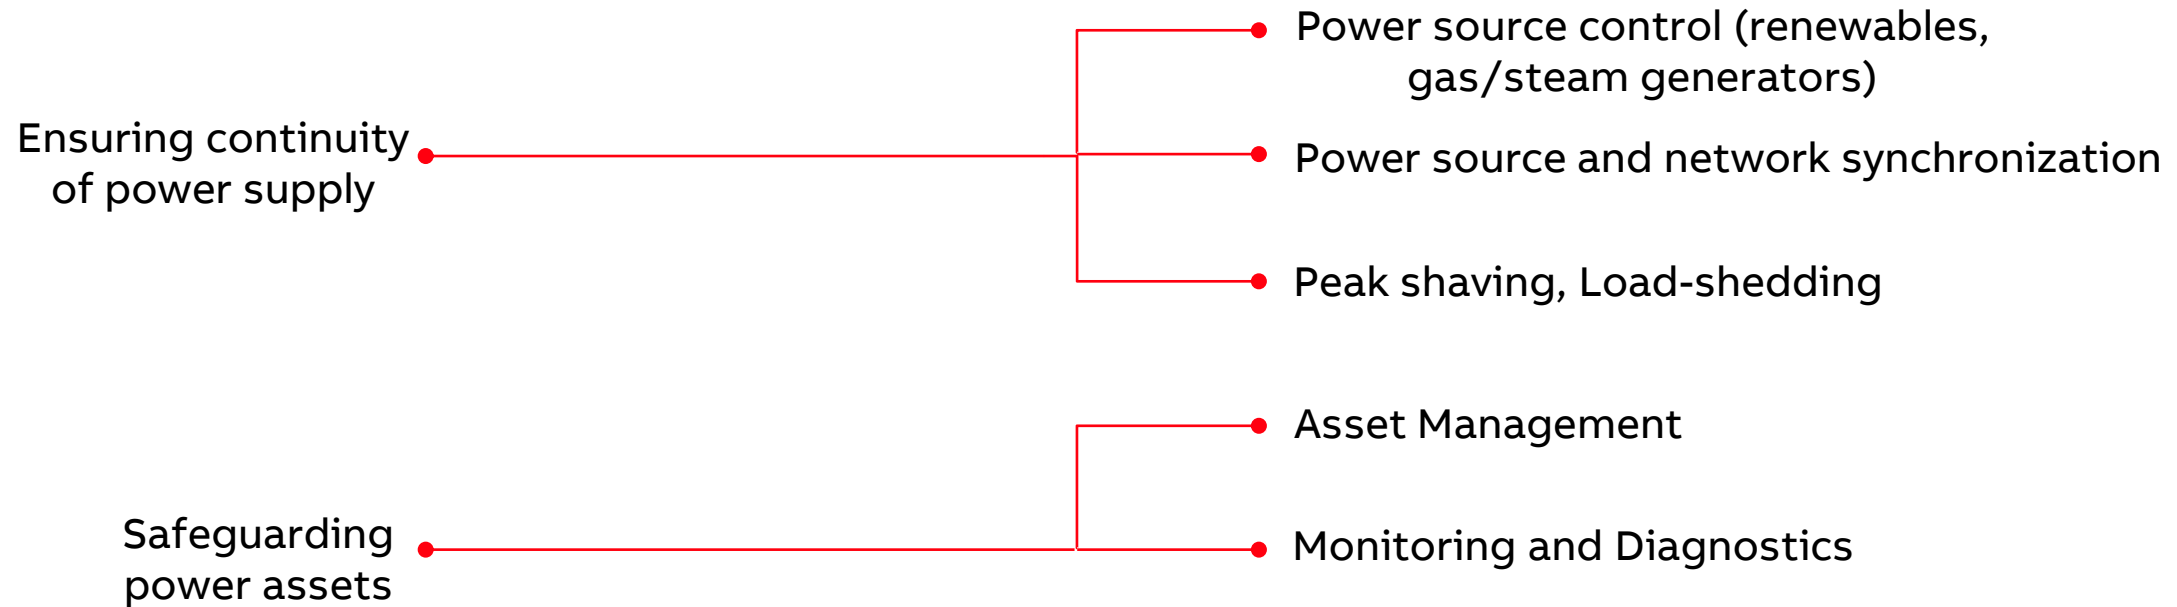 Ensuring continuity
of power supply
Power source control (renewables,
gas/steam generators)
Power source and network synchronization
Peak shaving, Load-shedding
Safeguarding
power assets
Asset Management
Monitoring and Diagnostics